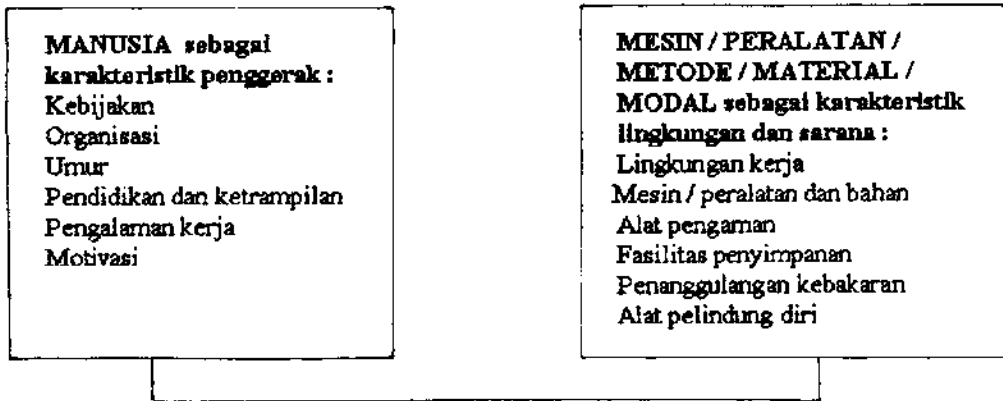 MANUSIA sebagai
karakteristik penggerak :
Kebijakan
Organisasi
Umur
Pendidikan dan ketrampilan
Pengalaman kerja
Motivasi
MESIN / PERALATAN /
METODE / MATERIAL /
MODAL sebagai karakteristik
lingkungan dan sarana :
Lingkungan kerja
Mesin / peralatan dan bahan
Alat pengaman
Fasilitas penyimpanan
Penanggulangan kebakaran
Alat pelindung diri